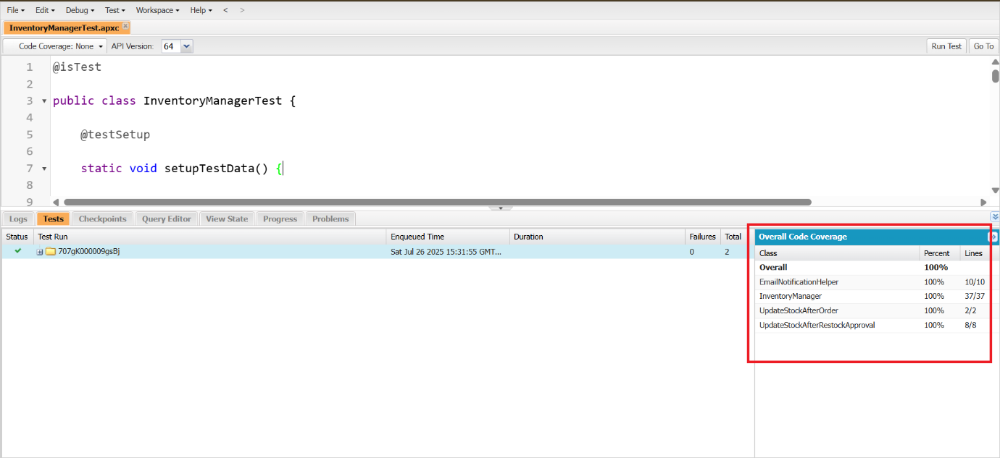 File Edit Debug Test Workspace Help < >
InventoryManagerTest.apxc
Code Coverage: None API Version: 64 Run Test Go To
1 @isTest
2
3 public class InventoryManagerTest {
4
5 @testSetup
6
7 static void setupTestData() {
8
9
Logs Tests Checkpoints Query Editor View State Progress Problems
Status Test Run Enqueued Time Duration Failures Total
707gK000009gsBj Sat Jul 26 2025 15:31:55 GMT... 0 2
Overall Code Coverage
Class Percent Lines
Overall 100%
EmailNotificationHelper 100% 10/10
InventoryManager 100% 37/37
UpdateStockAfterOrder 100% 2/2
UpdateStockAfterRestockApproval 100% 8/8